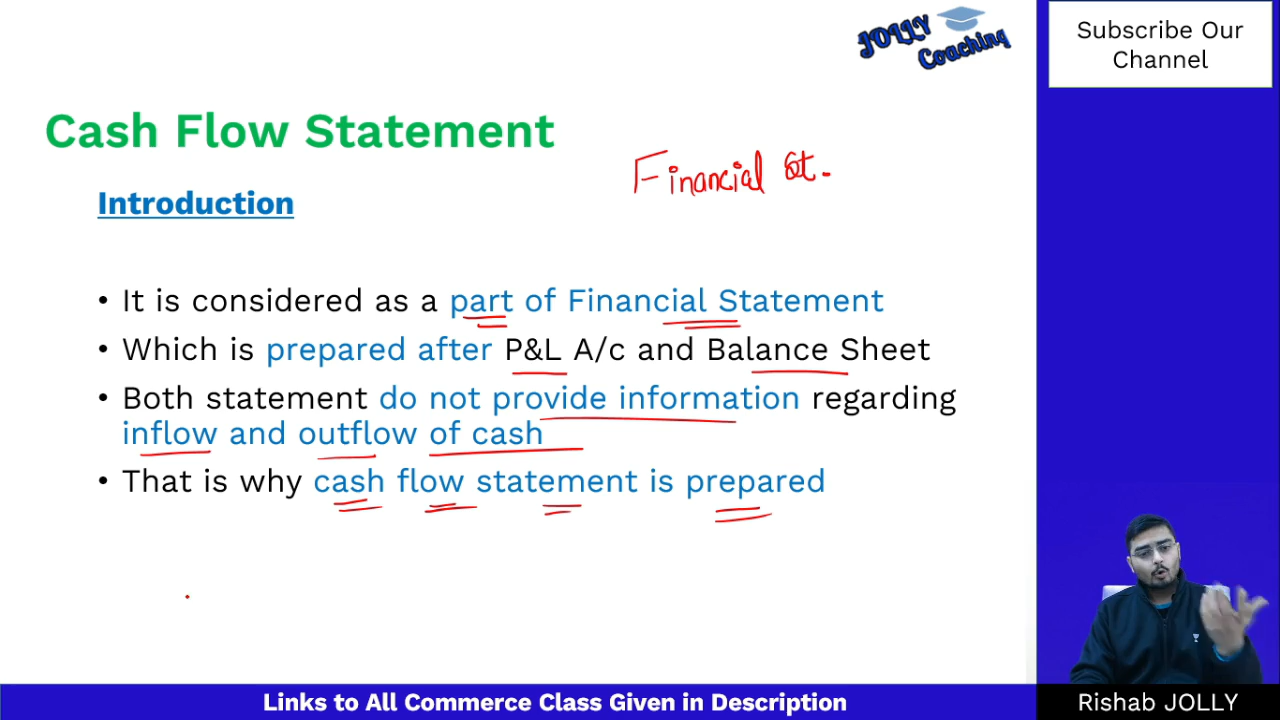 JOLLY
Coaching
Subscribe Our
Channel
Cash Flow Statement
Financial St.
Introduction
• It is considered as a part of Financial Statement
• Which is prepared after P&L A/c and Balance Sheet
• Both statement do not provide information regarding
inflow and outflow of cash
• That is why cash flow statement is prepared
Links to All Commerce Class Given in Description
Rishab JOLLY